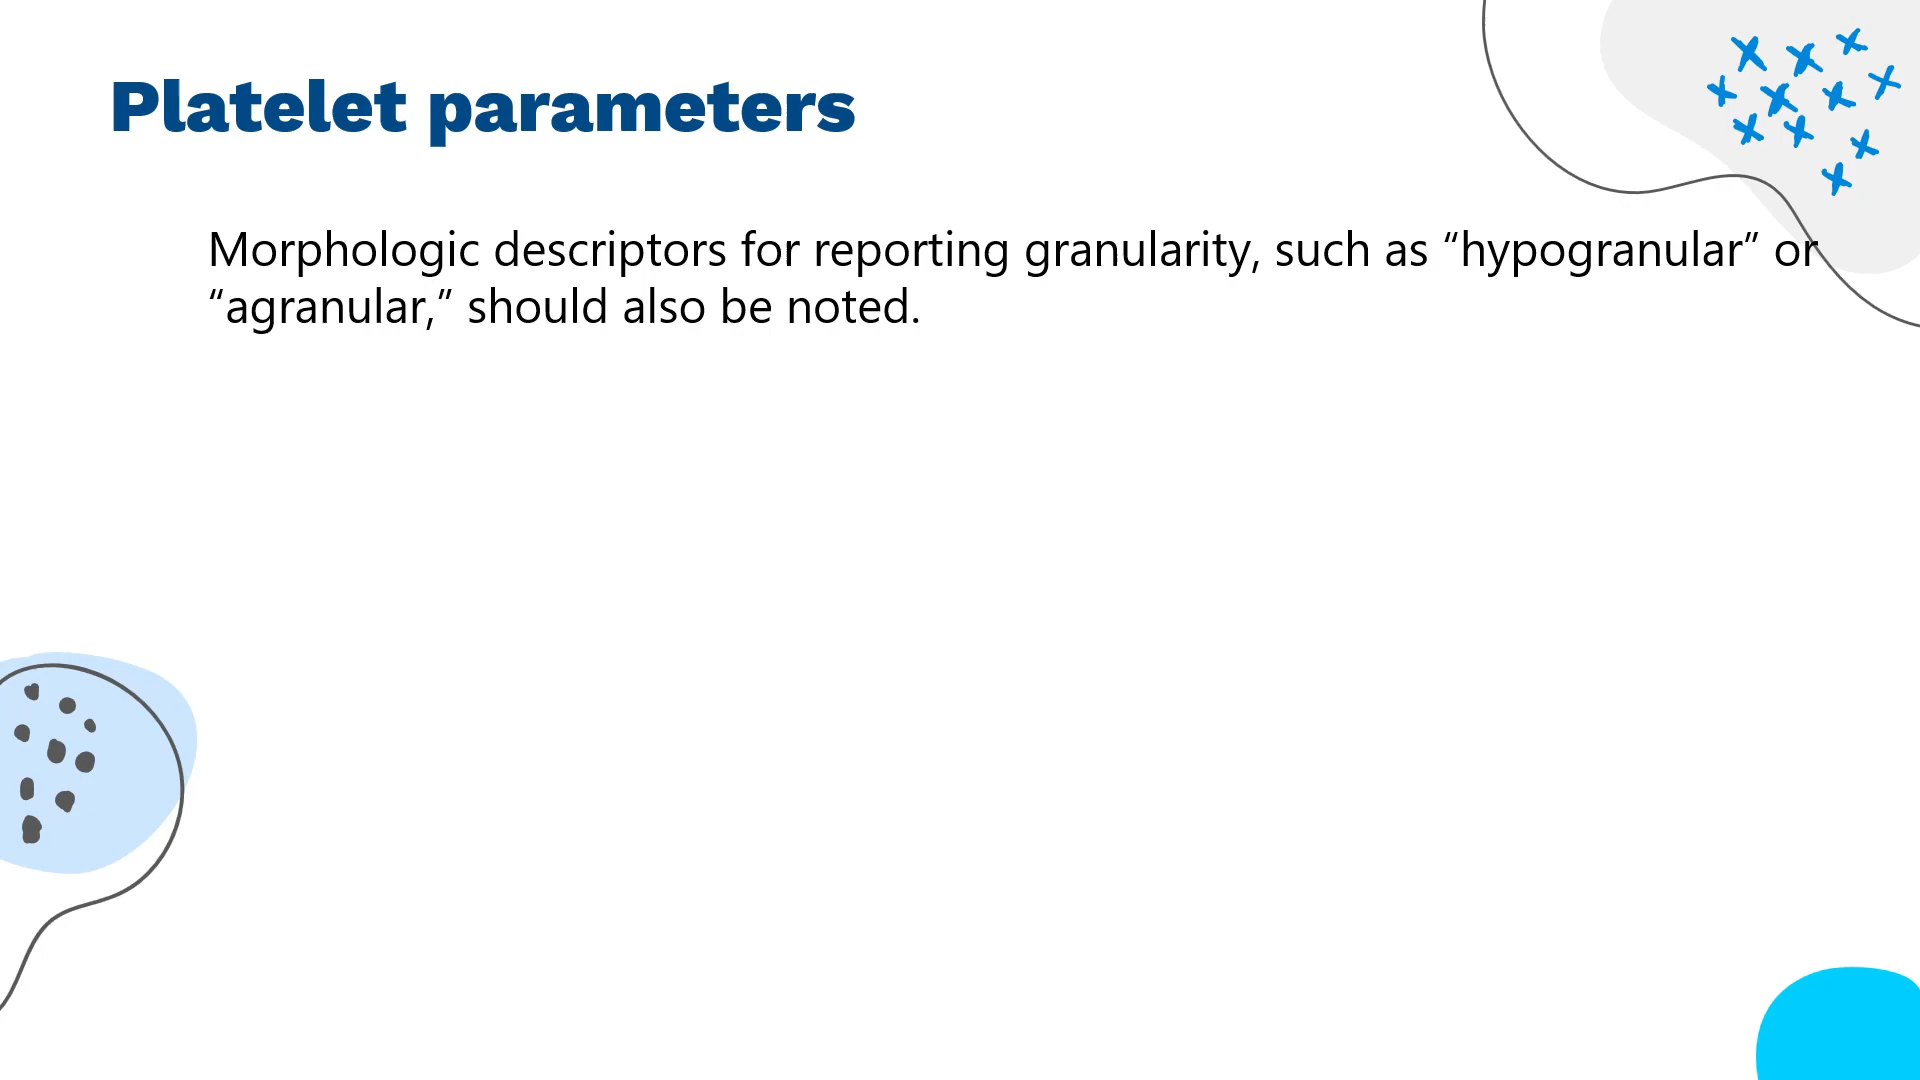 Platelet parameters
Morphologic descriptors for reporting granularity, such as “hypogranular” or
“agranular,” should also be noted.